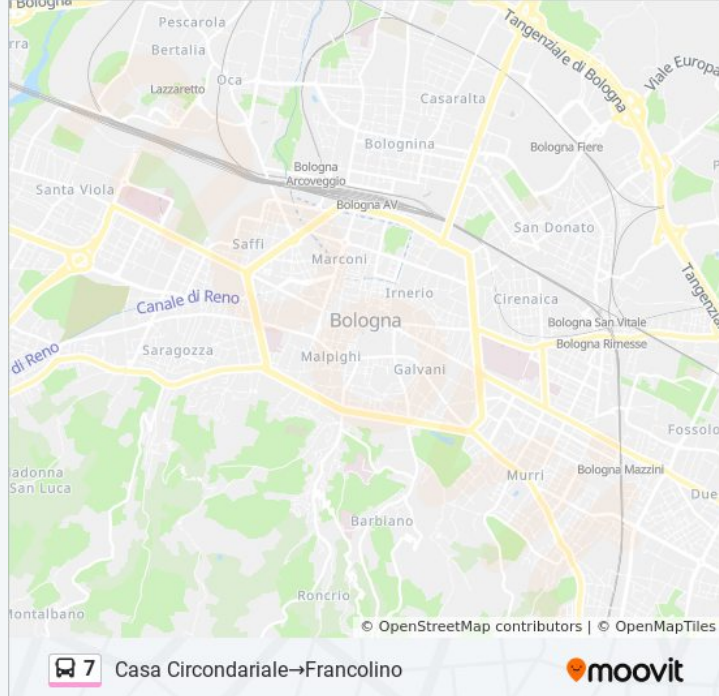 l Bologna
Pescarola
Bertalia
rra
Oca
Lazzaretto
Tangenziale di Bologna
Viale Europa
Casaralta
Bolognina
Bologna Fiere
Bologna
Arcoveggio
Santa Viola
Bologna AV
San Donato
Saffi
Marconi
Irnerio
Cirenaica
Tangenzia
Canale di Reno
Bologna
Bologna San Vitale
Bologna Rimesse
di Reno
Saragozza
Malpighi
Galvani
Fossolo
adonna
San Luca
Murri
Bologna Mazzini
Due
Barbiano
Roncrio
Montalbano
© OpenStreetMap contributors | © OpenMapTiles
7 Casa Circondariale→Francolino
moovit